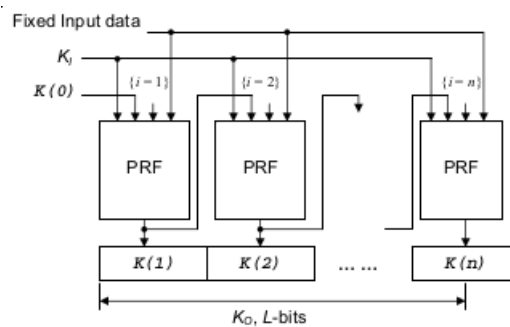 Fixed Input data
K_I
K(0)
{i = 1} {i = 2} {i = n}
PRF PRF PRF
K(1) K(2) ... ... K(n)
K_O, L-bits